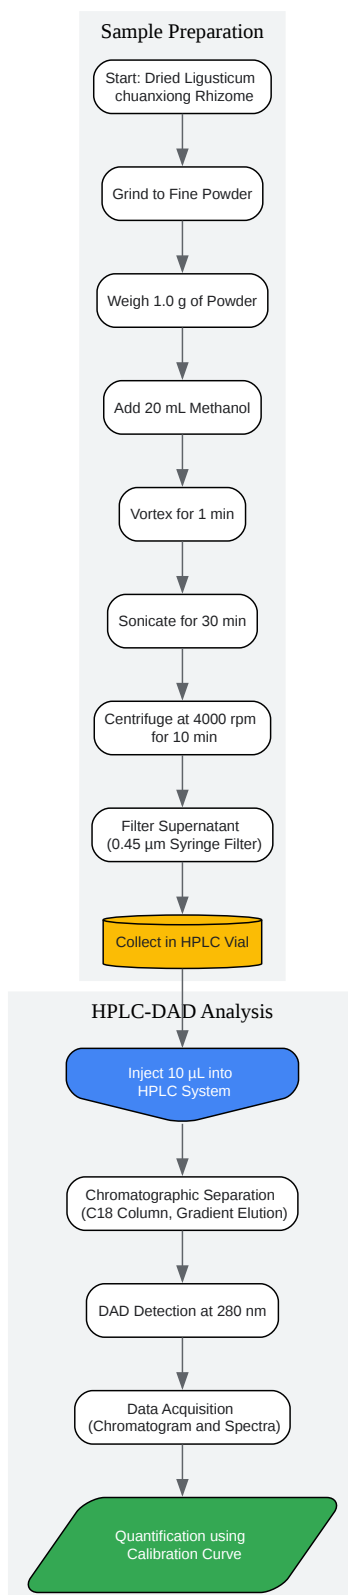 Sample Preparation
Start: Dried Ligusticum
chuanxiong Rhizome
Grind to Fine Powder
Weigh 1.0 g of Powder
Add 20 mL Methanol
Vortex for 1 min
Sonicate for 30 min
Centrifuge at 4000 rpm
for 10 min
Filter Supernatant
(0.45 µm Syringe Filter)
Collect in HPLC Vial
HPLC-DAD Analysis
Inject 10 µL into
HPLC System
Chromatographic Separation
(C18 Column, Gradient Elution)
DAD Detection at 280 nm
Data Acquisition
(Chromatogram and Spectra)
Quantification using
Calibration Curve